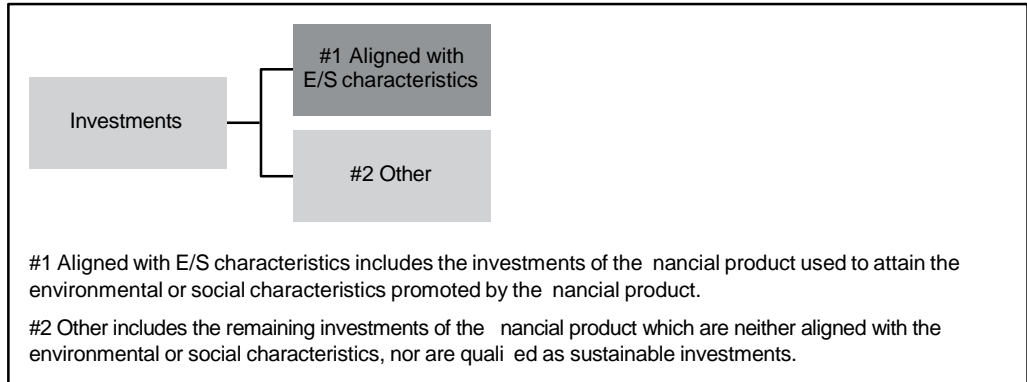 #1 Aligned with
E/S characteristics
Investments
#2 Other
#1 Aligned with E/S characteristics includes the investments of the nancial product used to attain the
environmental or social characteristics promoted by the nancial product.
#2 Other includes the remaining investments of the nancial product which are neither aligned with the
environmental or social characteristics, nor are quali ed as sustainable investments.